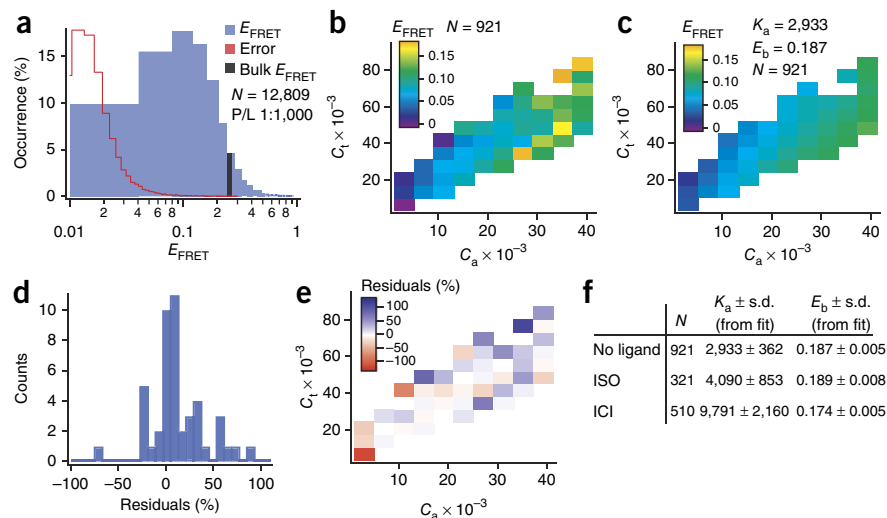 a
Occurrence (%)
15
10
5
0
E_FRET
Error
Bulk E_FRET
N = 12,809
P/L 1:1,000
2 4 6 8 2 4 6 8
0.01 0.1 1
E_FRET
b
E_FRET N = 921
0.15
0.10
0.05
0
C_t × 10⁻³
80
60
40
20
10 20 30 40
C_a × 10⁻³
c
E_FRET
K_a = 2,933
E_b = 0.187
N = 921
0.15
0.10
0.05
0
C_t × 10⁻³
80
60
40
20
10 20 30 40
C_a × 10⁻³
d
Counts
10
8
6
4
2
0
−100 −50 0 50 100
Residuals (%)
e
Residuals (%)
100
50
0
−50
−100
C_t × 10⁻³
80
60
40
20
10 20 30 40
C_a × 10⁻³
f
N K_a ± s.d. (from fit) E_b ± s.d. (from fit)
No ligand 921 2,933 ± 362 0.187 ± 0.005
ISO 321 4,090 ± 853 0.189 ± 0.008
ICI 510 9,791 ± 2,160 0.174 ± 0.005